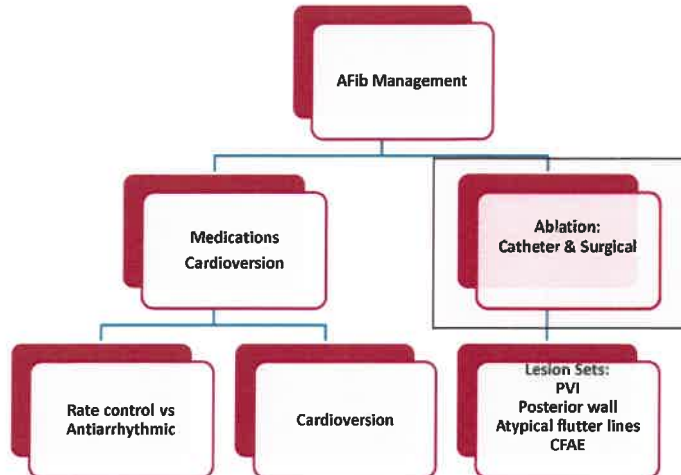 AFib Management
Medications
Cardioversion
Ablation:
Catheter & Surgical
Rate control vs
Antiarrhythmic
Cardioversion
Lesion Sets:
PVI
Posterior wall
Atypical flutter lines
CFAE